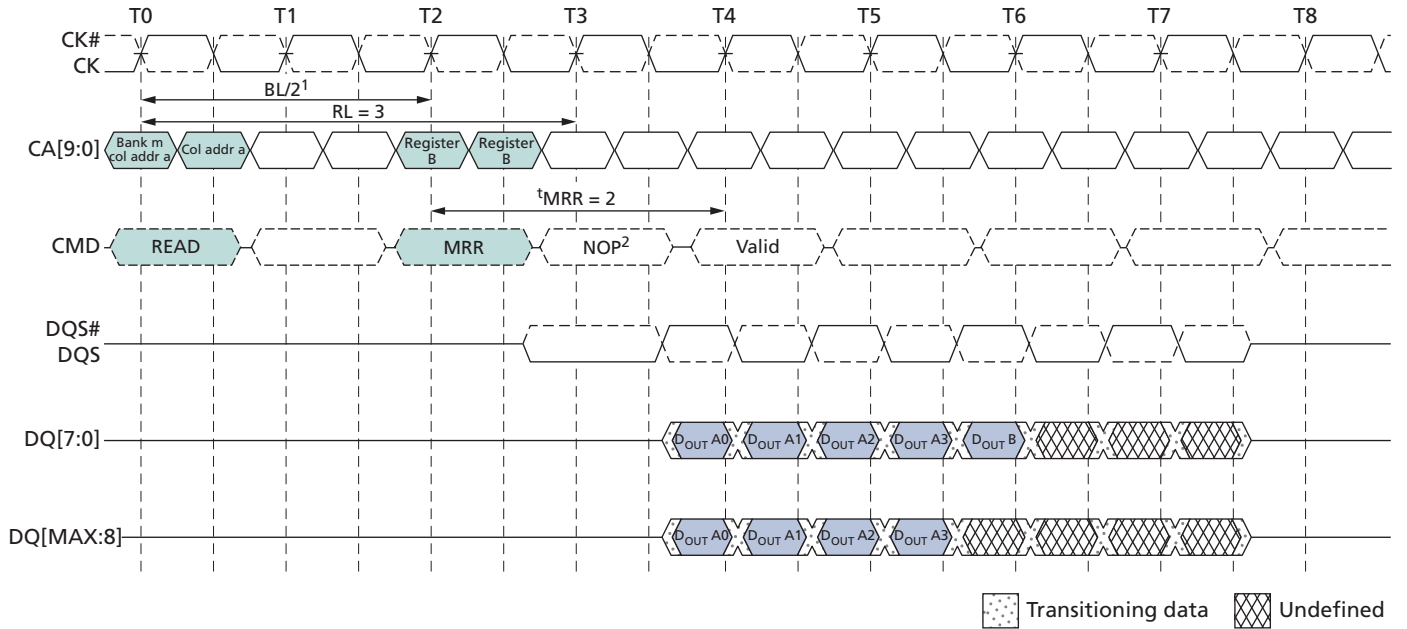 T0 T1 T2 T3 T4 T5 T6 T7 T8
CK#
CK
BL/2¹
RL = 3
CA[9:0]
Bank m
col addr a
Col addr a
Register
B
Register
B
ᵗMRR = 2
CMD READ MRR NOP² Valid
DQS#
DQS
DQ[7:0] DOUT A0 DOUT A1 DOUT A2 DOUT A3 DOUT B
DQ[MAX:8] DOUT A0 DOUT A1 DOUT A2 DOUT A3
Transitioning data Undefined